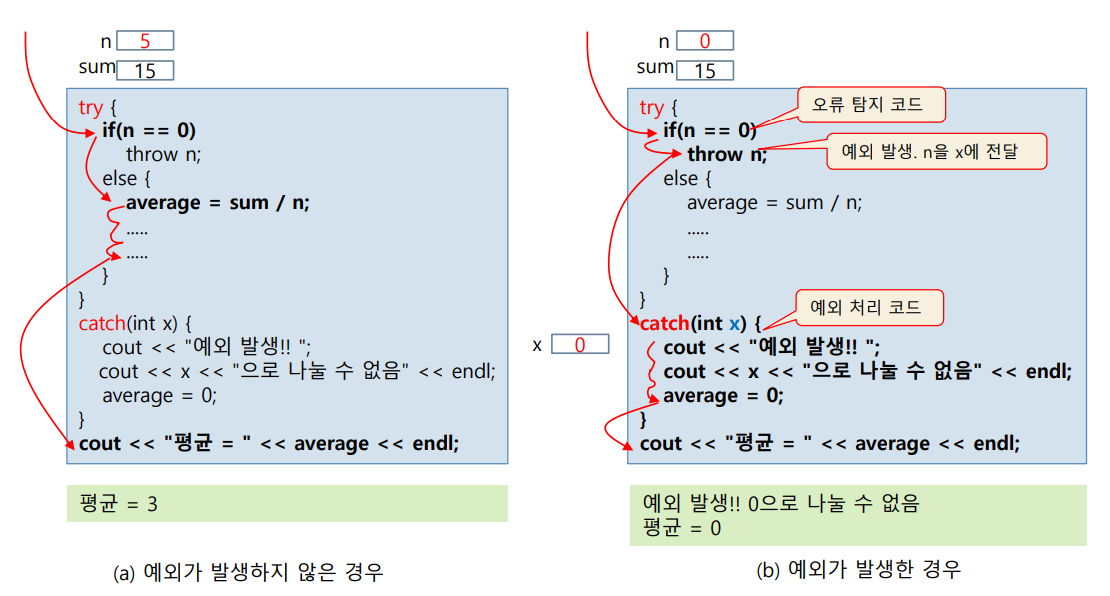 n 5
sum 15
try {
if(n == 0)
throw n;
else {
average = sum / n;
.....
.....
}
}
catch(int x) {
cout << "예외 발생!! ";
cout << x << "으로 나눌 수 없음" << endl;
average = 0;
}
cout << "평균 = " << average << endl;
평균 = 3
(a) 예외가 발생하지 않은 경우
n 0
sum 15
try {
오류 탐지 코드
if(n == 0)
throw n;
예외 발생. n을 x에 전달
else {
average = sum / n;
.....
.....
}
}
예외 처리 코드
catch(int x) {
x 0
cout << "예외 발생!! ";
cout << x << "으로 나눌 수 없음" << endl;
average = 0;
}
cout << "평균 = " << average << endl;
예외 발생!! 0으로 나눌 수 없음
평균 = 0
(b) 예외가 발생한 경우